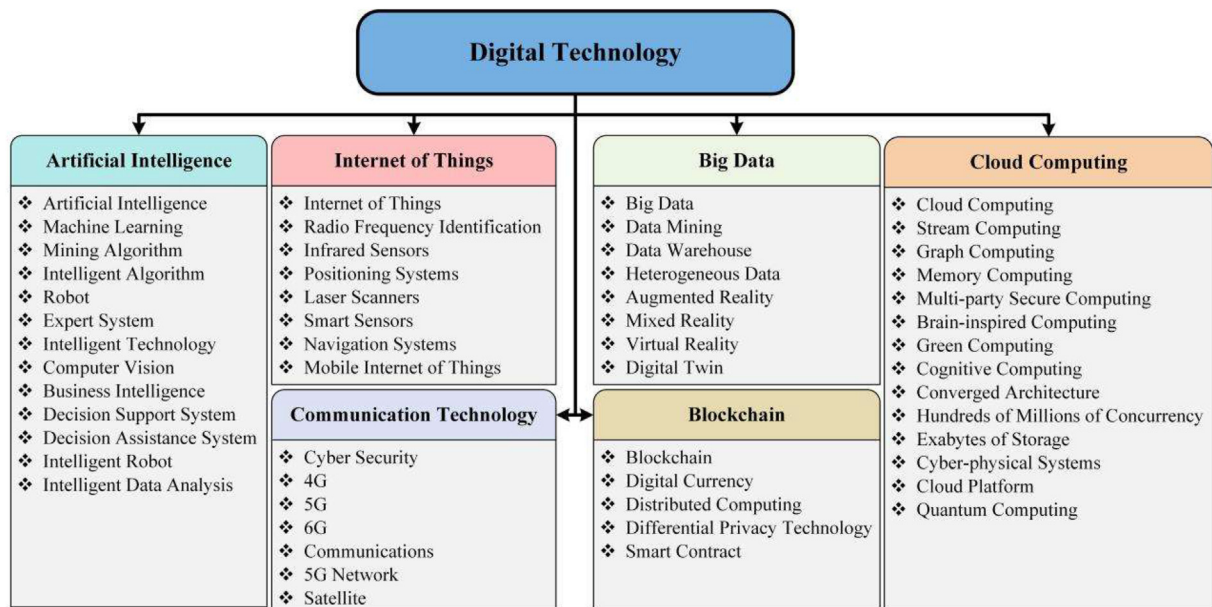 Digital Technology
Artificial Intelligence
❖ Artificial Intelligence
❖ Machine Learning
❖ Mining Algorithm
❖ Intelligent Algorithm
❖ Robot
❖ Expert System
❖ Intelligent Technology
❖ Computer Vision
❖ Business Intelligence
❖ Decision Support System
❖ Decision Assistance System
❖ Intelligent Robot
❖ Intelligent Data Analysis
Internet of Things
❖ Internet of Things
❖ Radio Frequency Identification
❖ Infrared Sensors
❖ Positioning Systems
❖ Laser Scanners
❖ Smart Sensors
❖ Navigation Systems
❖ Mobile Internet of Things
Communication Technology
❖ Cyber Security
❖ 4G
❖ 5G
❖ 6G
❖ Communications
❖ 5G Network
❖ Satellite
Big Data
❖ Big Data
❖ Data Mining
❖ Data Warehouse
❖ Heterogeneous Data
❖ Augmented Reality
❖ Mixed Reality
❖ Virtual Reality
❖ Digital Twin
Blockchain
❖ Blockchain
❖ Digital Currency
❖ Distributed Computing
❖ Differential Privacy Technology
❖ Smart Contract
Cloud Computing
❖ Cloud Computing
❖ Stream Computing
❖ Graph Computing
❖ Memory Computing
❖ Multi-party Secure Computing
❖ Brain-inspired Computing
❖ Green Computing
❖ Cognitive Computing
❖ Converged Architecture
❖ Hundreds of Millions of Concurrency
❖ Exabytes of Storage
❖ Cyber-physical Systems
❖ Cloud Platform
❖ Quantum Computing